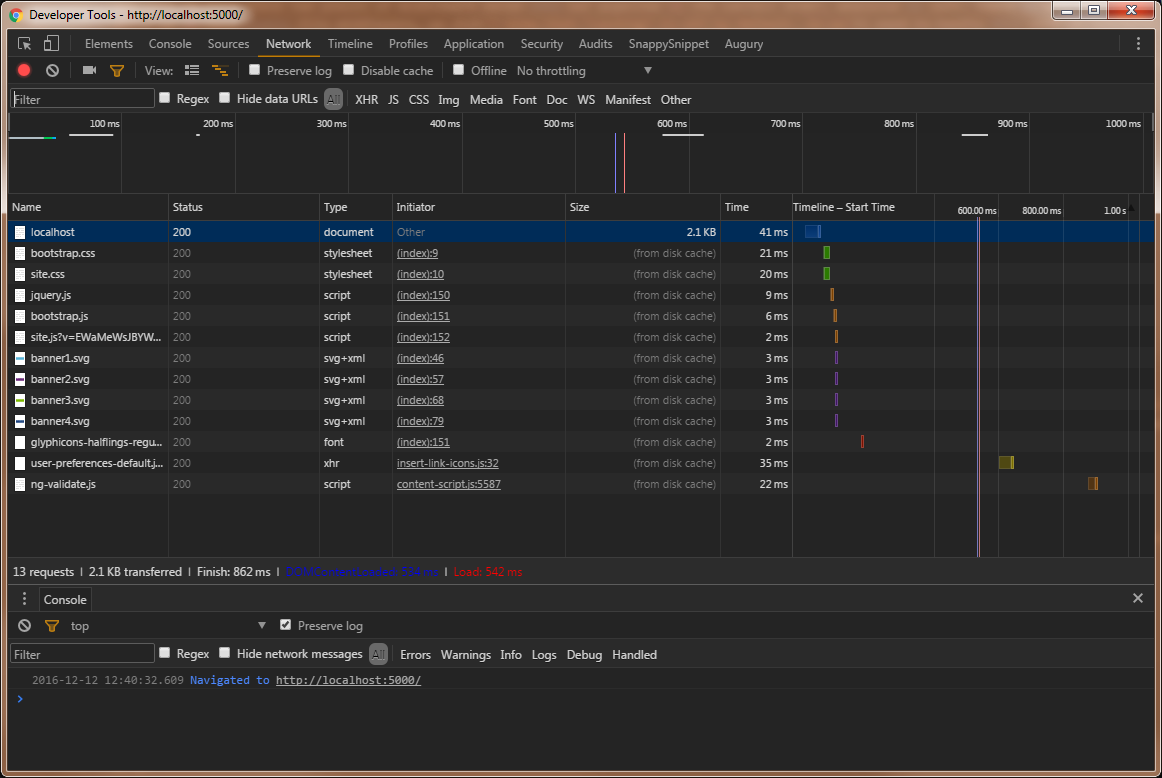 Developer Tools - http://localhost:5000/
Elements Console Sources Network Timeline Profiles Application Security Audits SnappySnippet Augury
View: Preserve log Disable cache Offline No throttling
Filter Regex Hide data URLs All XHR JS CSS Img Media Font Doc WS Manifest Other
100 ms 200 ms 300 ms 400 ms 500 ms 600 ms 700 ms 800 ms 900 ms 1000 ms
Name Status Type Initiator Size Time Timeline – Start Time 600.00 ms 800.00 ms 1.00 s
localhost 200 document Other 2.1 KB 41 ms
bootstrap.css 200 stylesheet (index):9 (from disk cache) 21 ms
site.css 200 stylesheet (index):10 (from disk cache) 20 ms
jquery.js 200 script (index):150 (from disk cache) 9 ms
bootstrap.js 200 script (index):151 (from disk cache) 6 ms
site.js?v=EWaMeWsJBYW... 200 script (index):152 (from disk cache) 2 ms
banner1.svg 200 svg+xml (index):46 (from disk cache) 3 ms
banner2.svg 200 svg+xml (index):57 (from disk cache) 3 ms
banner3.svg 200 svg+xml (index):68 (from disk cache) 3 ms
banner4.svg 200 svg+xml (index):79 (from disk cache) 3 ms
glyphicons-halflings-regu... 200 font (index):151 (from disk cache) 2 ms
user-preferences-default.j... 200 xhr insert-link-icons.js:32 (from disk cache) 35 ms
ng-validate.js 200 script content-script.js:5587 (from disk cache) 22 ms
13 requests | 2.1 KB transferred | Finish: 862 ms | DOMContentLoaded: 534 ms | Load: 542 ms
Console
top Preserve log
Filter Regex Hide network messages All Errors Warnings Info Logs Debug Handled
2016-12-12 12:40:32.609 Navigated to http://localhost:5000/